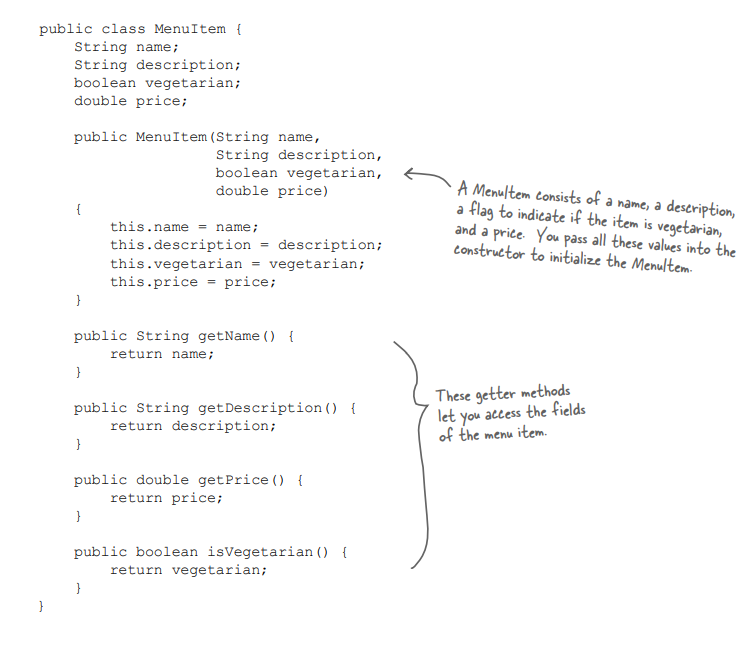 public class MenuItem {
String name;
String description;
boolean vegetarian;
double price;
public MenuItem(String name,
String description,
boolean vegetarian,
double price)
{
this.name = name;
this.description = description;
this.vegetarian = vegetarian;
this.price = price;
}
public String getName() {
return name;
}
public String getDescription() {
return description;
}
public double getPrice() {
return price;
}
public boolean isVegetarian() {
return vegetarian;
}
}
A MenuItem consists of a name, a description,
a flag to indicate if the item is vegetarian,
and a price. You pass all these values into the
constructor to initialize the MenuItem.
These getter methods
let you access the fields
of the menu item.